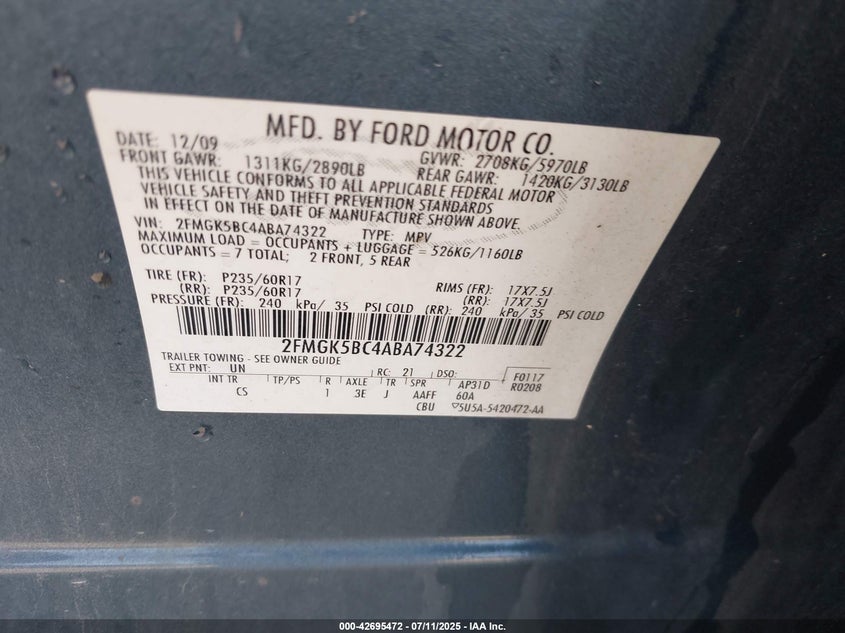 MFD. BY FORD MOTOR CO.
DATE: 12/09 GVWR: 2708KG/5970LB
FRONT GAWR: 1311KG/2890LB REAR GAWR: 1420KG/3130LB
THIS VEHICLE CONFORMS TO ALL APPLICABLE FEDERAL MOTOR
VEHICLE SAFETY AND THEFT PREVENTION STANDARDS
IN EFFECT ON THE DATE OF MANUFACTURE SHOWN ABOVE.
VIN: 2FMGK5BC4ABA74322 TYPE: MPV
MAXIMUM LOAD = OCCUPANTS + LUGGAGE = 526KG/1160LB
OCCUPANTS = 7 TOTAL; 2 FRONT, 5 REAR
TIRE (FR): P235/60R17 RIMS (FR): 17X7.5J
(RR): P235/60R17 (RR): 17X7.5J
PRESSURE (FR): 240 kPa/ 35 PSI COLD (RR): 240 kPa/ 35 PSI COLD
2FMGK5BC4ABA74322
TRAILER TOWING - SEE OWNER GUIDE
EXT PNT: UN RC: 21 DSO: F0117
R0208
INT TR TP/PS R AXLE TR SPR AP31D
CS 1 3E J AAFF 60A
CBU ▽5U5A-5420472-AA
000-42695472 - 07/11/2025 - IAA Inc.